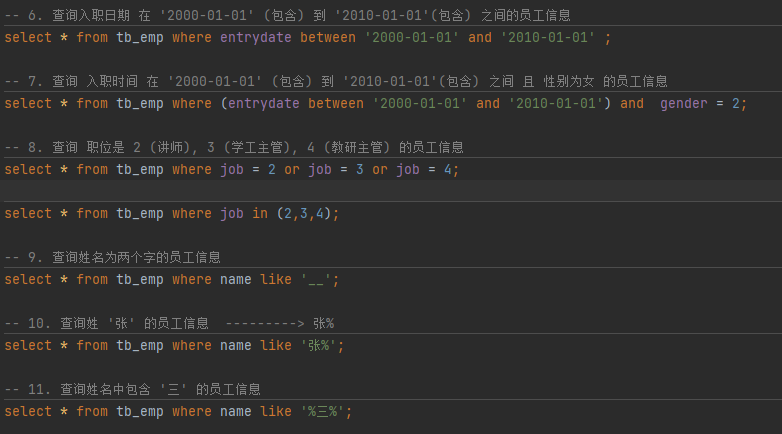 -- 6. 查询入职日期 在 '2000-01-01' (包含) 到 '2010-01-01'(包含) 之间的员工信息
select * from tb_emp where entrydate between '2000-01-01' and '2010-01-01' ;
-- 7. 查询 入职时间 在 '2000-01-01' (包含) 到 '2010-01-01'(包含) 之间 且 性别为女 的员工信息
select * from tb_emp where (entrydate between '2000-01-01' and '2010-01-01') and  gender = 2;
-- 8. 查询 职位是 2 (讲师), 3 (学工主管), 4 (教研主管) 的员工信息
select * from tb_emp where job = 2 or job = 3 or job = 4;
select * from tb_emp where job in (2,3,4);
-- 9. 查询姓名为两个字的员工信息
select * from tb_emp where name like '__';
-- 10. 查询姓 '张' 的员工信息  ---------> 张%
select * from tb_emp where name like '张%';
-- 11. 查询姓名中包含 '三' 的员工信息
select * from tb_emp where name like '%三%';